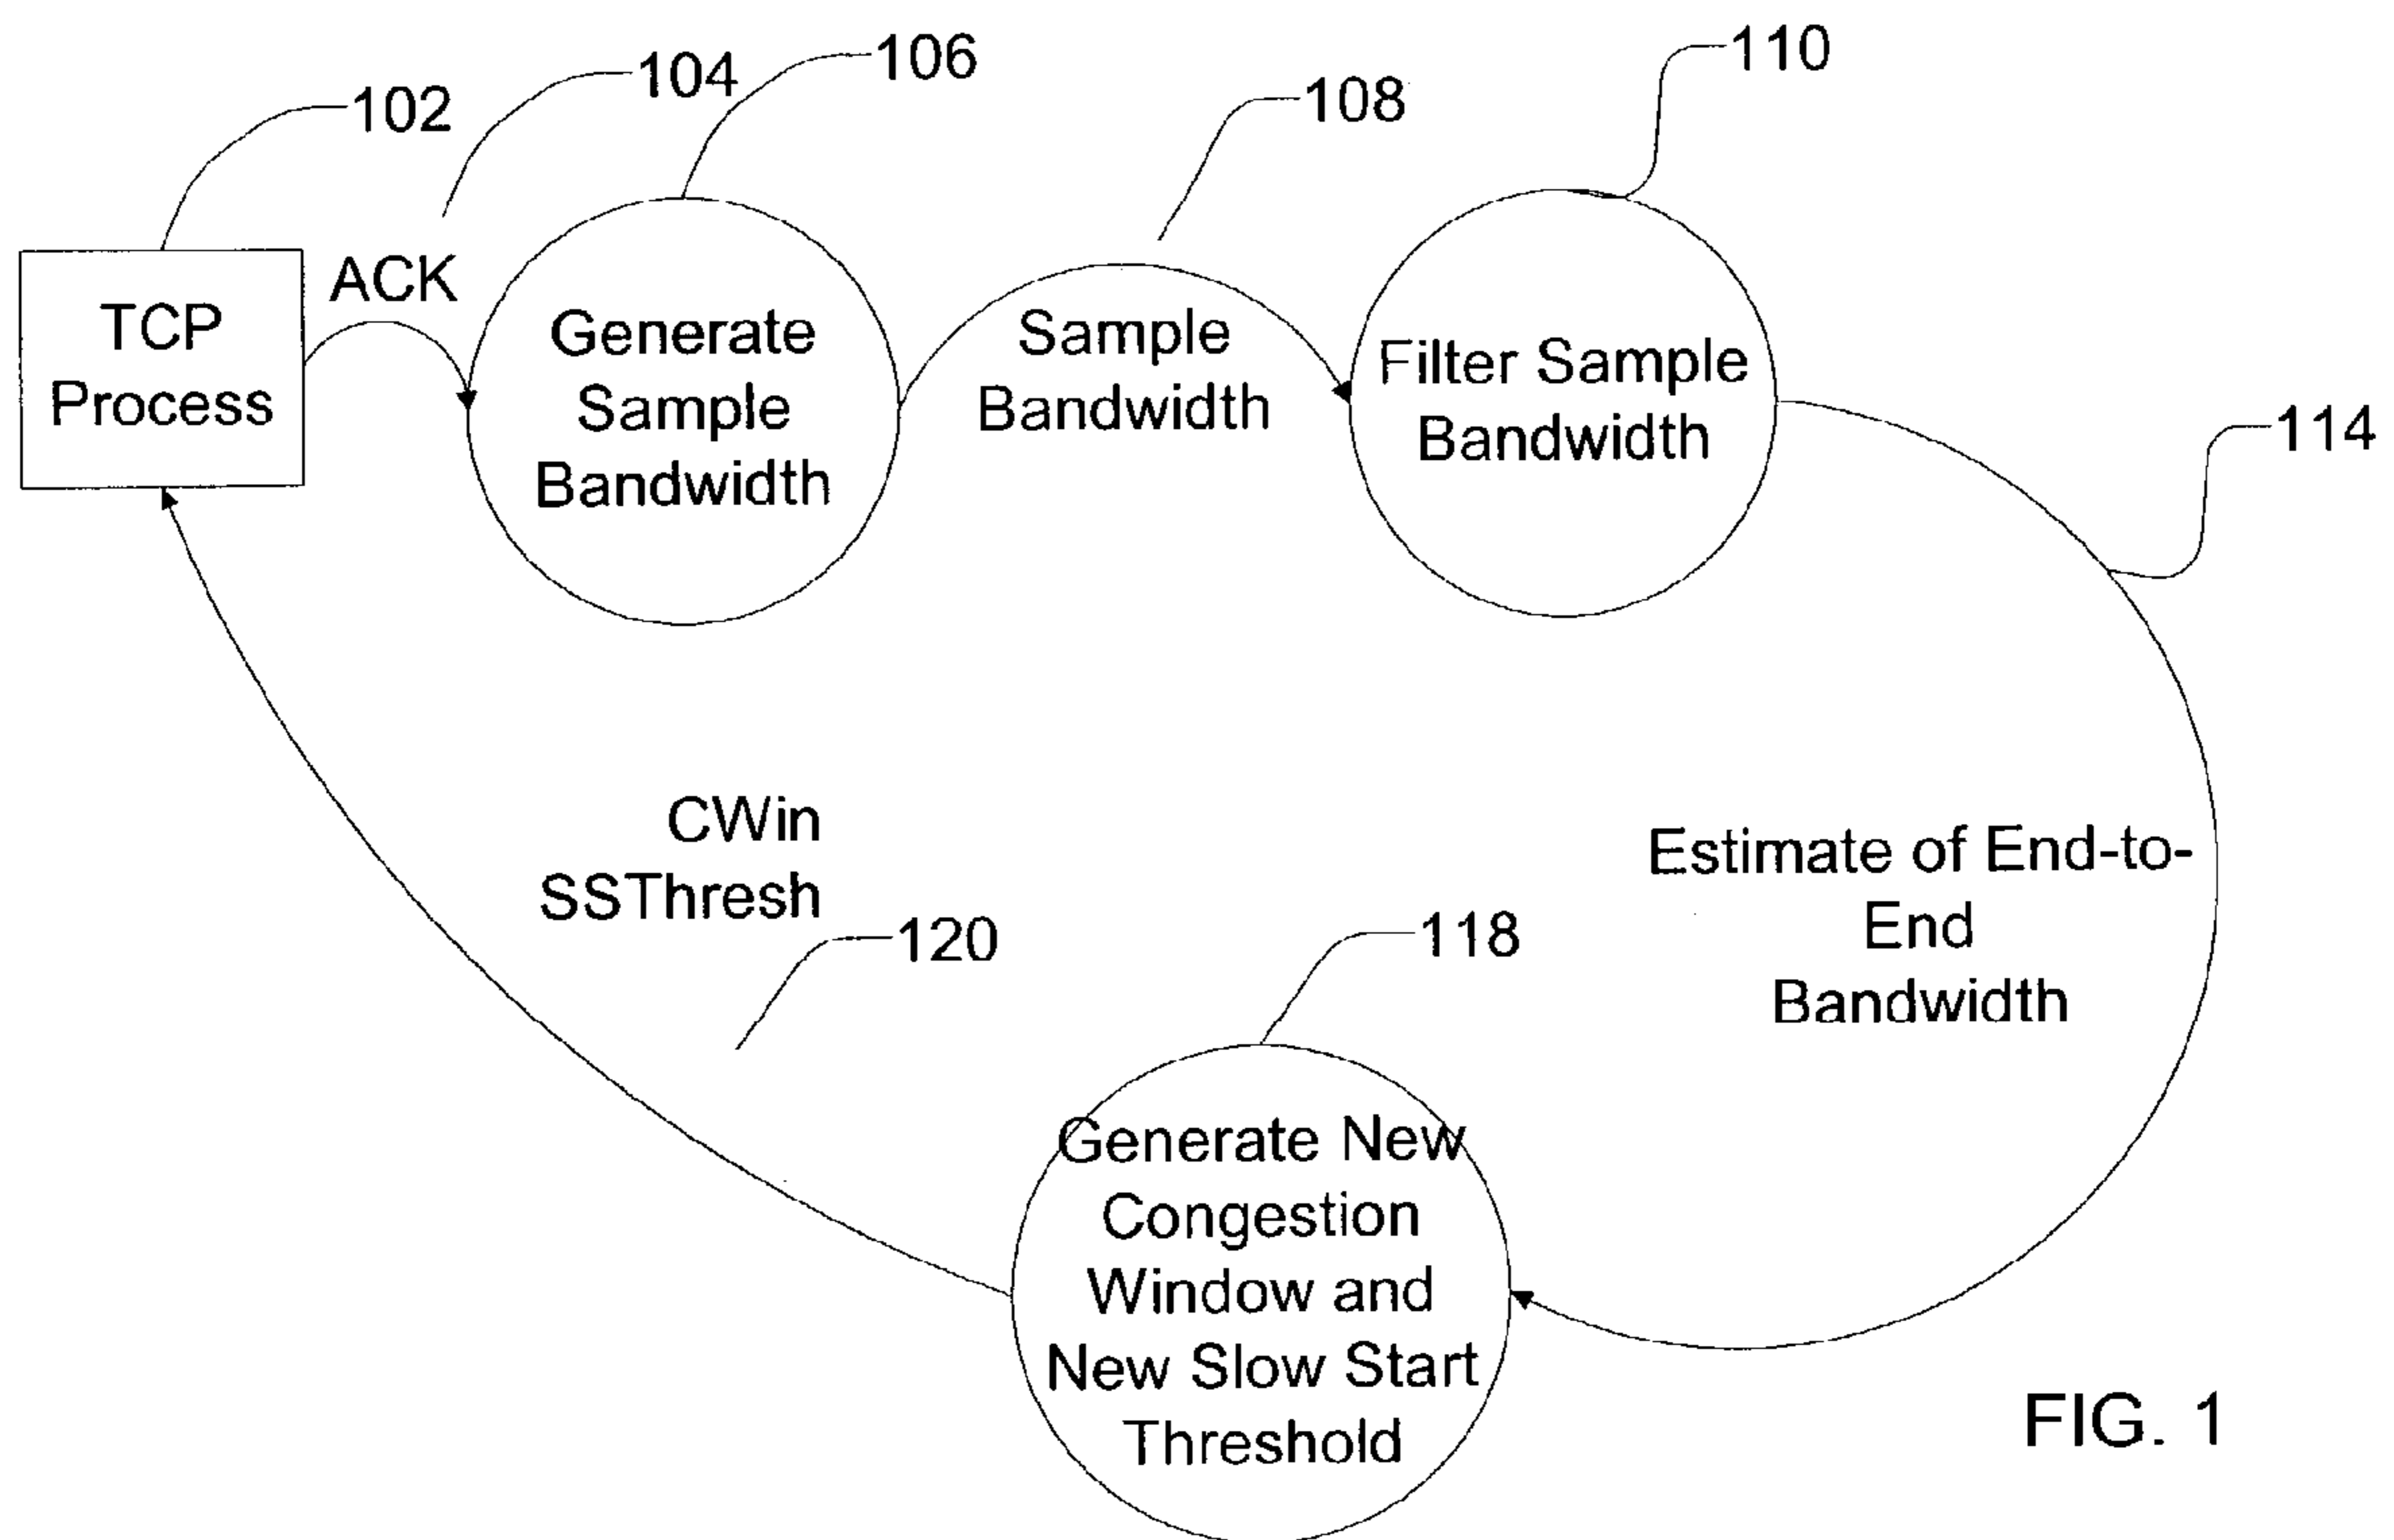 102
104
106
108
110
TCP
Process
ACK
Generate
Sample
Bandwidth
Sample
Bandwidth
Filter Sample
Bandwidth
114
CWin
SSThresh
120
118
Estimate of End-to-
End
Bandwidth
Generate New
Congestion
Window and
New Slow Start
Threshold
FIG. 1